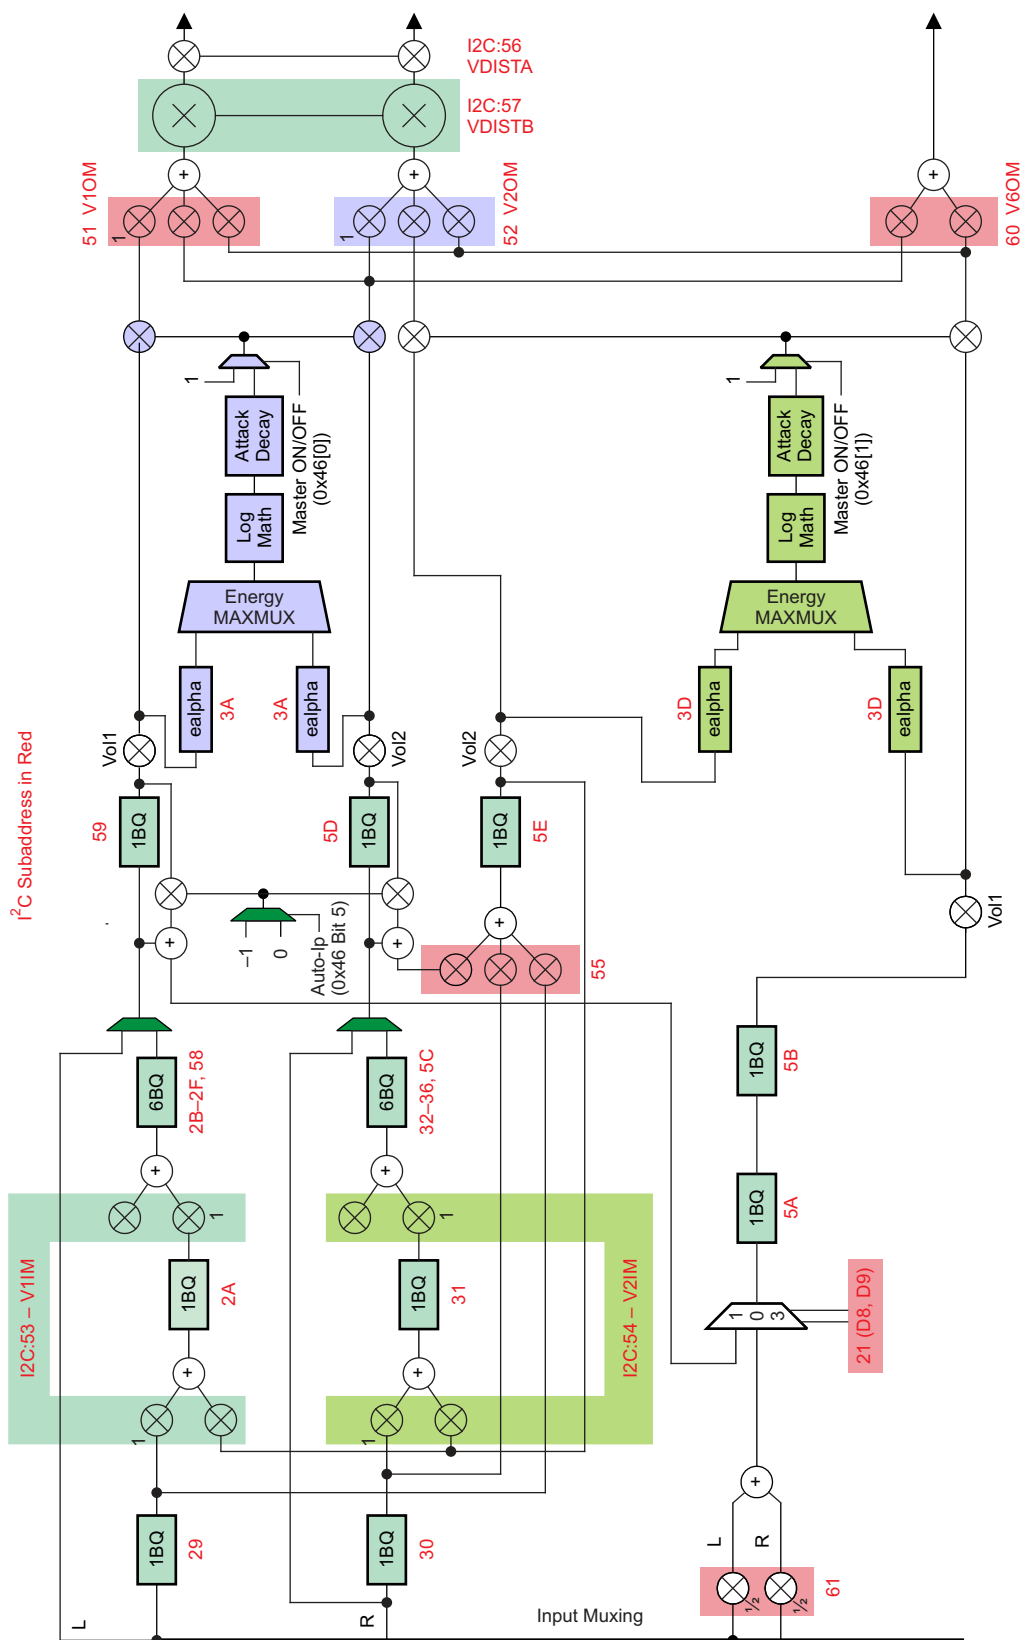 I2C:56
VDISTA
I2C:57
VDISTB
51 V1OM
1
52 V2OM
1
60 V6OM
1
Attack
Decay
Master ON/OFF
(0x46[0])
Log
Math
Energy
MAXMUX
ealpha
3A
ealpha
3A
1
Attack
Decay
Master ON/OFF
(0x46[1])
Log
Math
Energy
MAXMUX
ealpha
3D
ealpha
3D
I²C Subaddress in Red
Vol1
Vol2
Vol2
Vol1
1BQ
59
1BQ
5D
1BQ
5E
+
+
+
+
+
+
–1
0
Auto-lp
(0x46 Bit 5)
55
6BQ
2B–2F, 58
6BQ
32–36, 5C
1BQ
5B
1BQ
5A
+
+
1
1
I2C:53 – V1IM
1BQ
2A
1BQ
31
I2C:54 – V2IM
1
0
3
21 (D8, D9)
+
+
1
1
1BQ
29
1BQ
30
+
L
R
½
½
61
L
R
Input Muxing